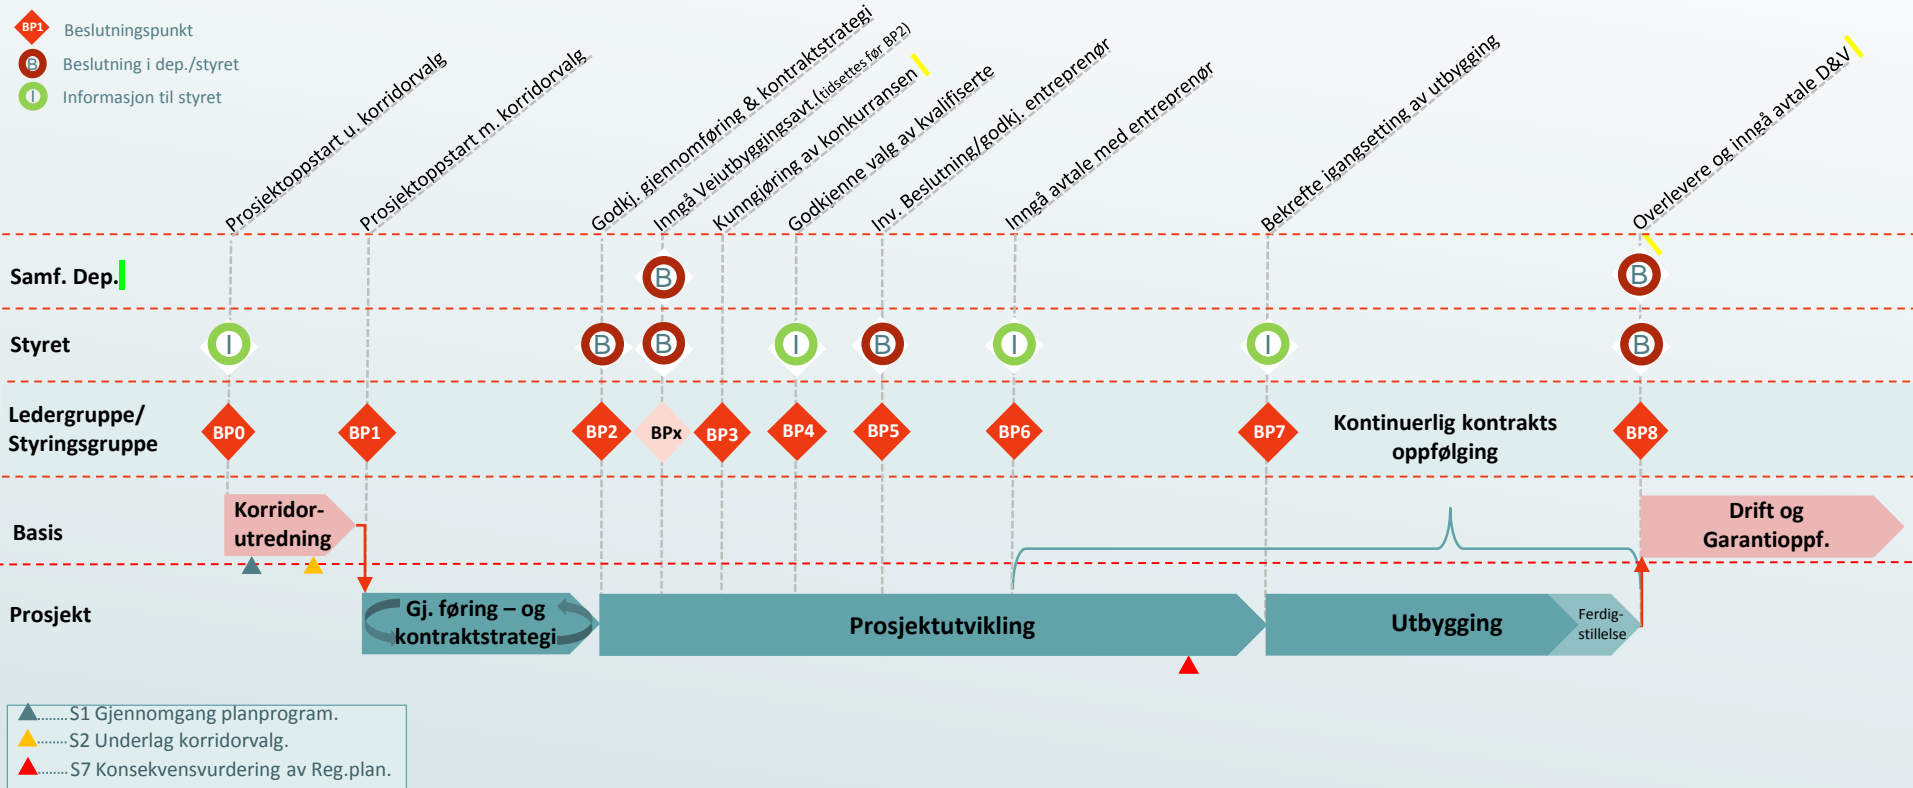 BP1 Beslutningspunkt
B Beslutning i dep./styret
I Informasjon til styret
Prosjektoppstart u. korridorvalg
Prosjektoppstart m. korridorvalg
Godkj. gjennomføring & kontraktstrategi
Inngå Veiutbyggingsavt.(tidsettes før BP2)
Kunngjøring av konkurransen
Godkjenne valg av kvalifiserte
Inv. Beslutning/godkj. entreprenør
Inngå avtale med entreprenør
Bekrefte igangsetting av utbygging
Overlevere og inngå avtale D&V
Samf. Dep.
B B
Styret
I B B I B I I B
Ledergruppe/
Styringsgruppe
BP0 BP1 BP2 BPx BP3 BP4 BP5 BP6 BP7
Kontinuerlig kontrakts
oppfølging
BP8
Basis
Korridor-
utredning
Drift og
Garantioppf.
Prosjekt
Gj. føring – og
kontraktstrategi
Prosjektutvikling
Utbygging
Ferdig-
stillelse
S1 Gjennomgang planprogram.
S2 Underlag korridorvalg.
S7 Konsekvensvurdering av Reg.plan.